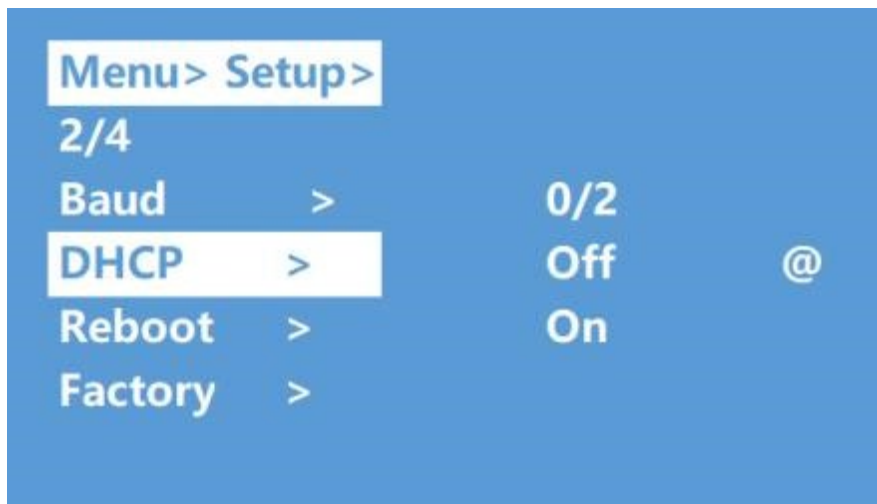 Menu> Setup>
2/4
Baud > 0/2
DHCP > Off @
Reboot > On
Factory >